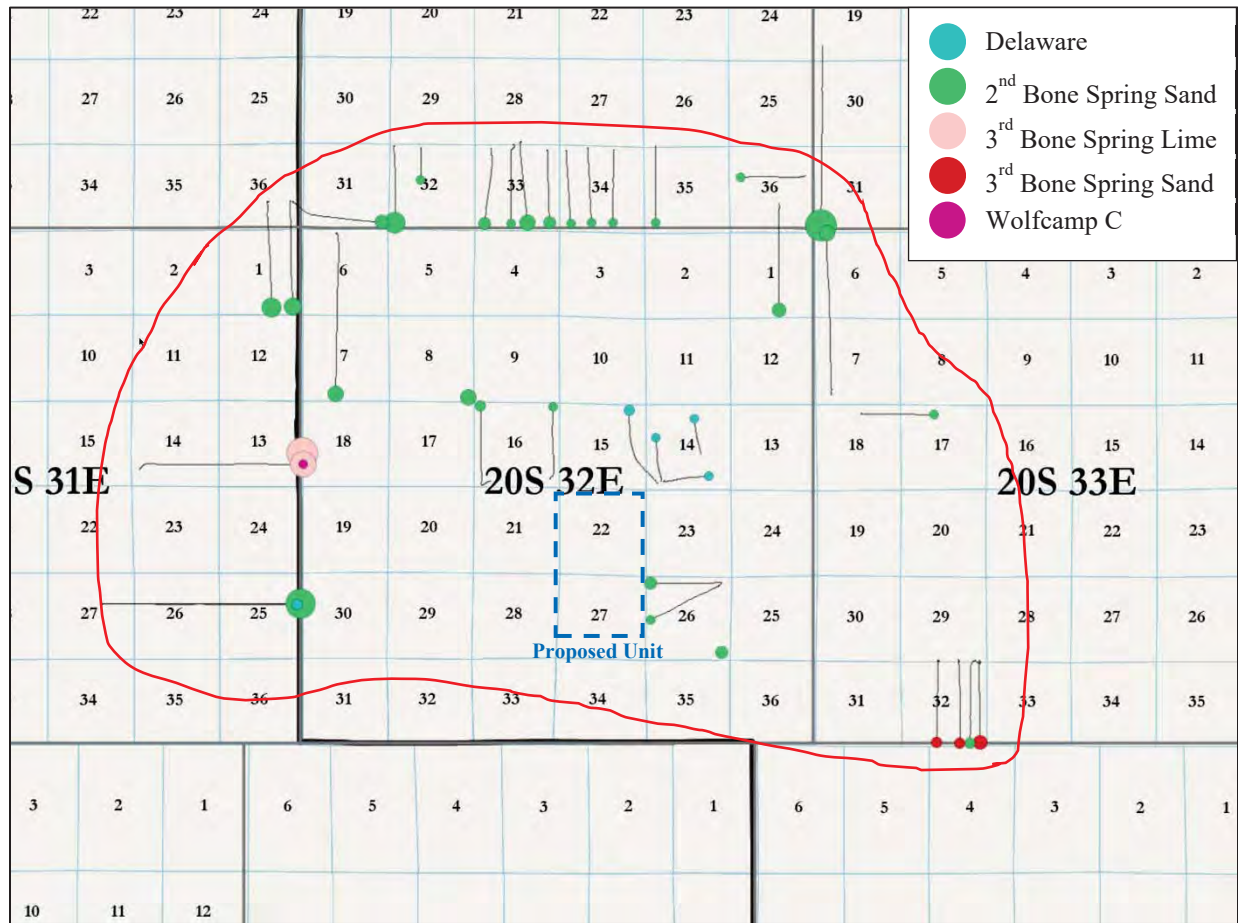 22 23 24 19 20 21 22 23 24 19
Delaware
2nd Bone Spring Sand
3rd Bone Spring Lime
3rd Bone Spring Sand
Wolfcamp C
27 26 25 30 29 28 27 26 25 30
34 35 36 31 32 33 34 35 36 31
3 2 1 6 5 4 3 2 1 6 5 4 3 2
10 11 12 7 8 9 10 11 12 7 8 9 10 11
15 14 13 18 17 16 15 14 13 18 17 16 15 14
S 31E 20S 32E 20S 33E
22 23 24 19 20 21 22 23 24 19 20 21 22 23
27 26 25 30 29 28 27 26 25 30 29 28 27 26
Proposed Unit
34 35 36 31 32 33 34 35 36 31 32 33 34 35
3 2 1 6 5 4 3 2 1 6 5 4 3 2 1
10 11 12